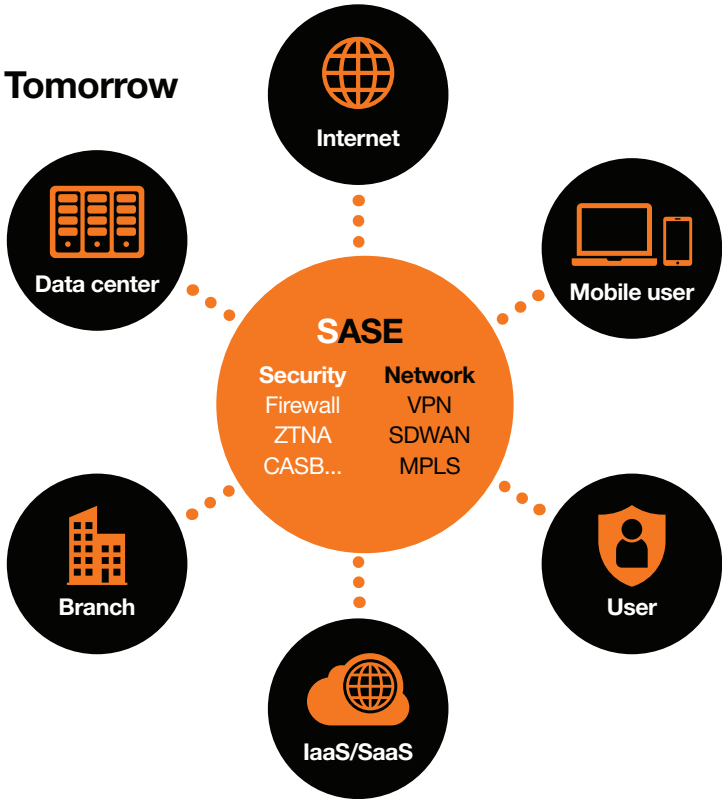 Tomorrow
Internet
Data center
Mobile user
SASE
Security
Network
Firewall
VPN
ZTNA
SDWAN
CASB...
MPLS
Branch
User
IaaS/SaaS